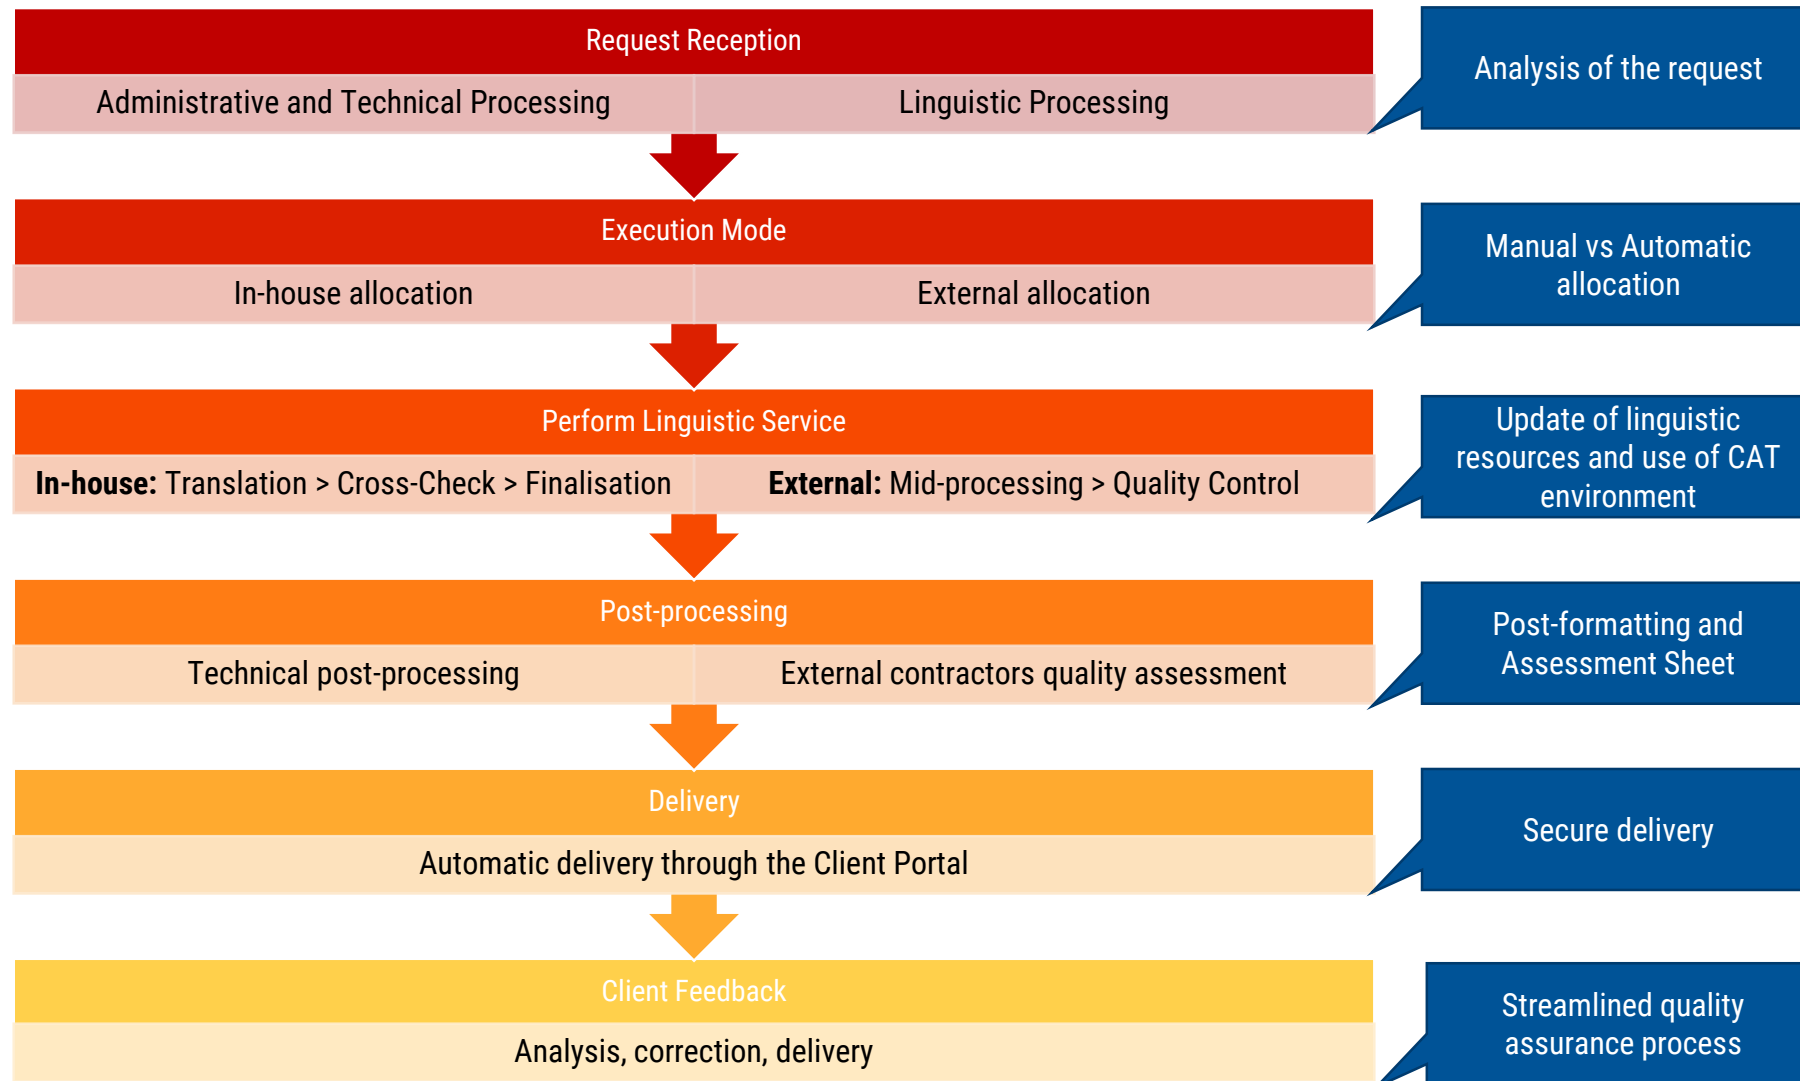 Request Reception
Administrative and Technical Processing
Linguistic Processing
Analysis of the request
Execution Mode
In-house allocation
External allocation
Manual vs Automatic
allocation
Perform Linguistic Service
In-house: Translation > Cross-Check > Finalisation
External: Mid-processing > Quality Control
Update of linguistic
resources and use of CAT
environment
Post-processing
Technical post-processing
External contractors quality assessment
Post-formatting and
Assessment Sheet
Delivery
Automatic delivery through the Client Portal
Secure delivery
Client Feedback
Analysis, correction, delivery
Streamlined quality
assurance process